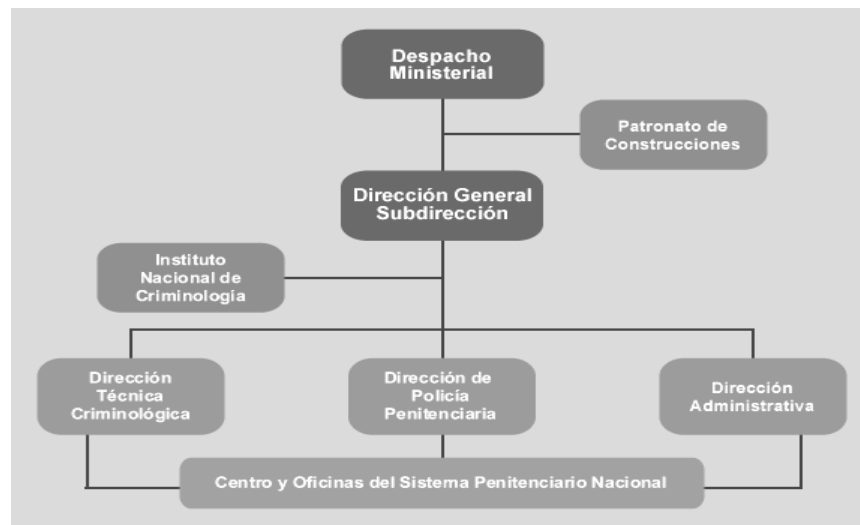 Despacho
Ministerial
Patronato de
Construcciones
Dirección General
Subdirección
Instituto
Nacional de
Criminología
Dirección
Técnica
Criminológica
Dirección de
Policía
Penitenciaria
Dirección
Administrativa
Centro y Oficinas del Sistema Penitenciario Nacional